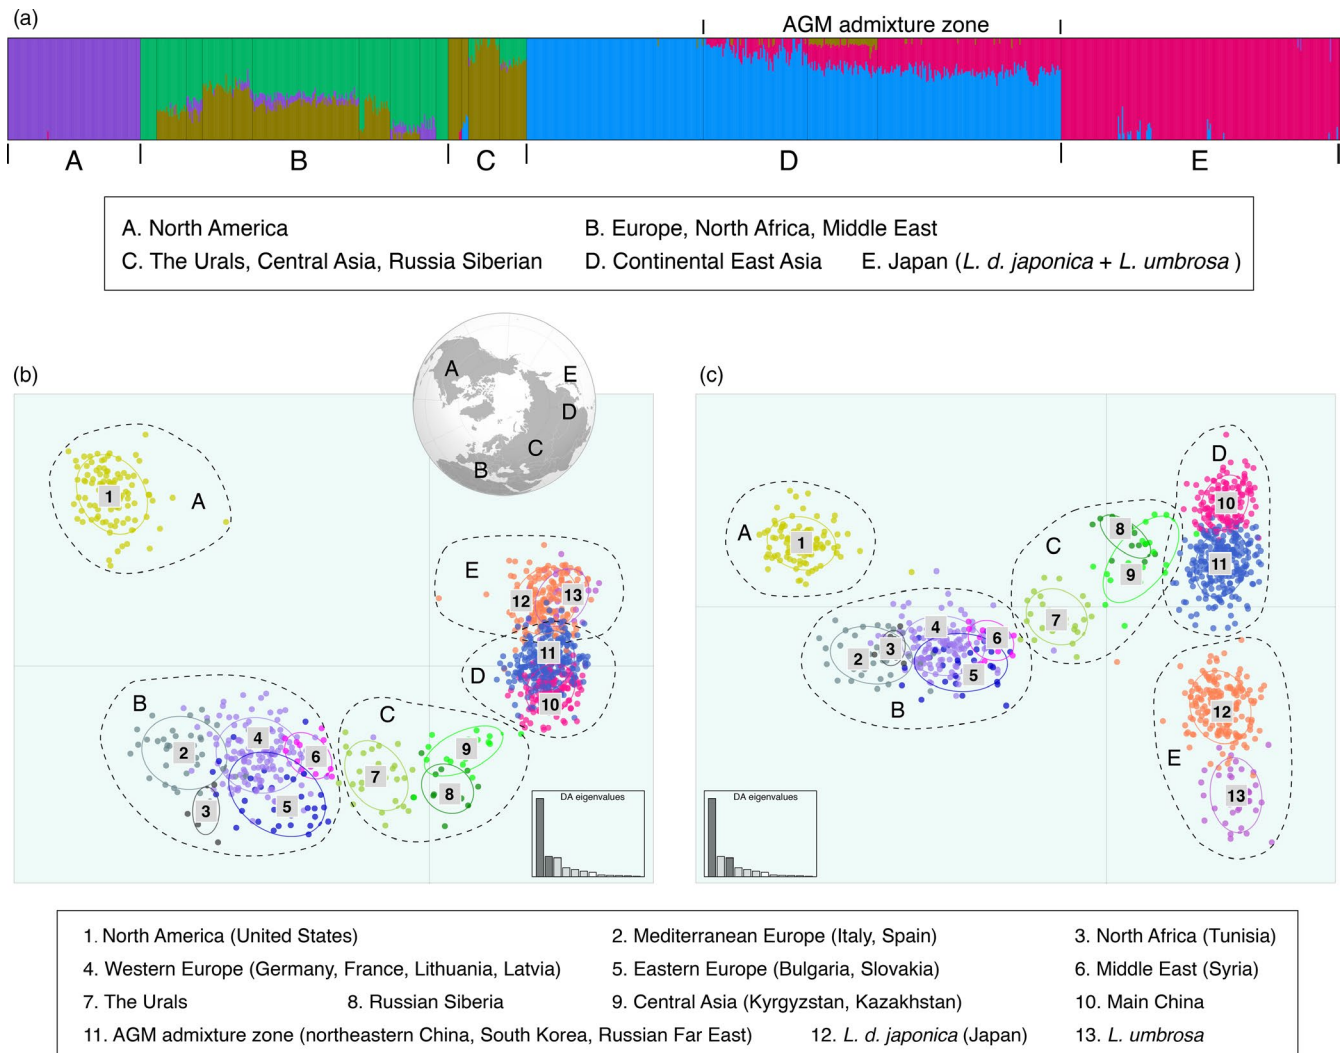 (a)
AGM admixture zone
A B C D E
A. North America B. Europe, North Africa, Middle East
C. The Urals, Central Asia, Russia Siberian D. Continental East Asia E. Japan (L. d. japonica + L. umbrosa )
(b)
A
E
D
C
B
(c)
1
A
E
12
13
11
D
10
B
2
4
6
3
5
C
7
9
8
DA eigenvalues
A
1
D
10
11
C
8
9
7
2
3
4
6
5
B
12
E
13
DA eigenvalues
1. North America (United States) 2. Mediterranean Europe (Italy, Spain) 3. North Africa (Tunisia)
4. Western Europe (Germany, France, Lithuania, Latvia) 5. Eastern Europe (Bulgaria, Slovakia) 6. Middle East (Syria)
7. The Urals 8. Russian Siberia 9. Central Asia (Kyrgyzstan, Kazakhstan) 10. Main China
11. AGM admixture zone (northeastern China, South Korea, Russian Far East) 12. L. d. japonica (Japan) 13. L. umbrosa